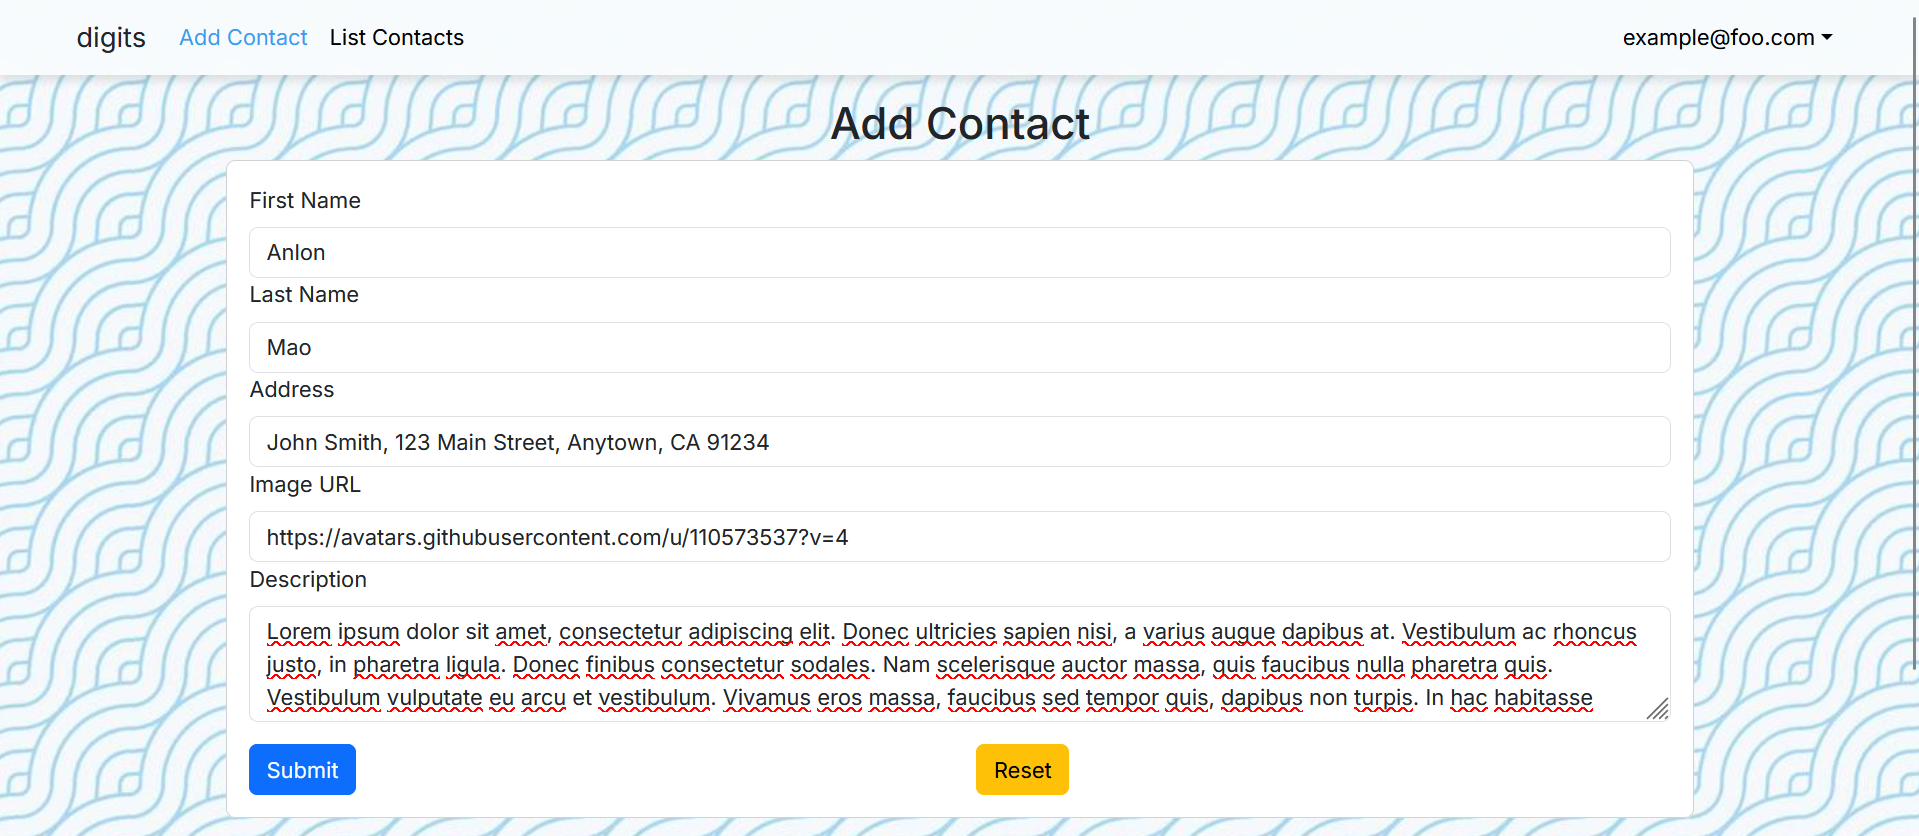 digits Add Contact List Contacts example@foo.com
Add Contact
First Name
Anlon
Last Name
Mao
Address
John Smith, 123 Main Street, Anytown, CA 91234
Image URL
https://avatars.githubusercontent.com/u/110573537?v=4
Description
Lorem ipsum dolor sit amet, consectetur adipiscing elit. Donec ultricies sapien nisi, a varius augue dapibus at. Vestibulum ac rhoncus
justo, in pharetra ligula. Donec finibus consectetur sodales. Nam scelerisque auctor massa, quis faucibus nulla pharetra quis.
Vestibulum vulputate eu arcu et vestibulum. Vivamus eros massa, faucibus sed tempor quis, dapibus non turpis. In hac habitasse
Submit Reset